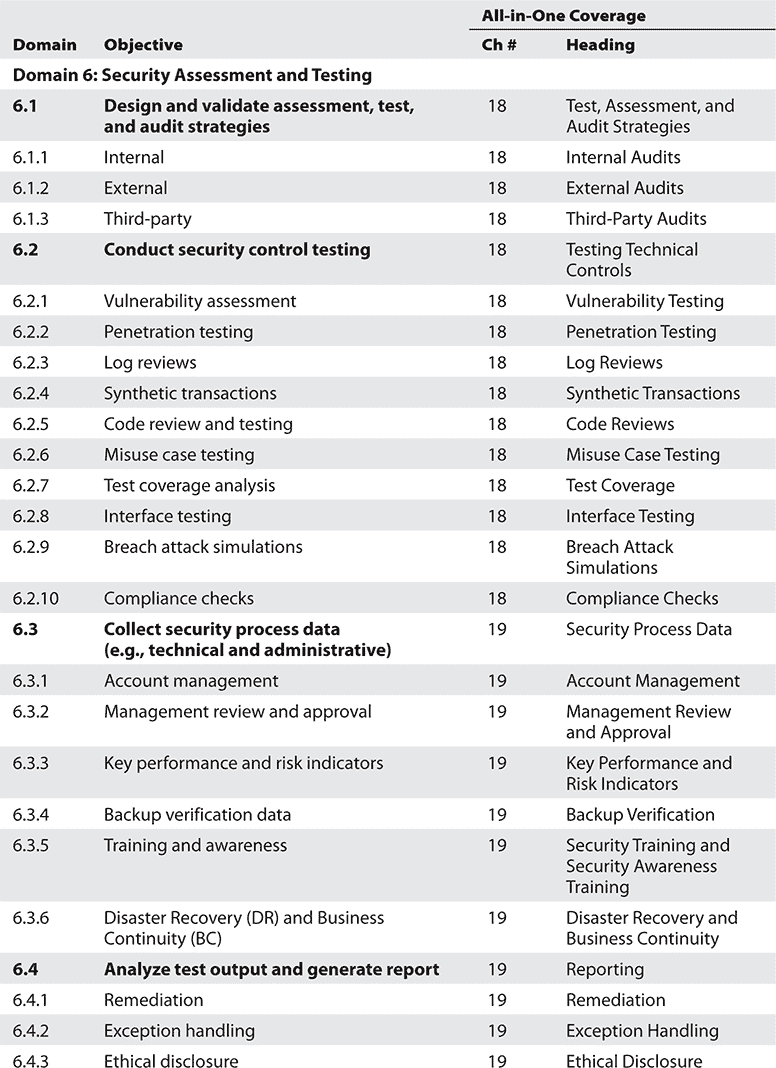 All-in-One Coverage
Domain Objective Ch # Heading
Domain 6: Security Assessment and Testing
6.1 Design and validate assessment, test, 18 Test, Assessment, and
and audit strategies Audit Strategies
6.1.1 Internal 18 Internal Audits
6.1.2 External 18 External Audits
6.1.3 Third-party 18 Third-Party Audits
6.2 Conduct security control testing 18 Testing Technical
Controls
6.2.1 Vulnerability assessment 18 Vulnerability Testing
6.2.2 Penetration testing 18 Penetration Testing
6.2.3 Log reviews 18 Log Reviews
6.2.4 Synthetic transactions 18 Synthetic Transactions
6.2.5 Code review and testing 18 Code Reviews
6.2.6 Misuse case testing 18 Misuse Case Testing
6.2.7 Test coverage analysis 18 Test Coverage
6.2.8 Interface testing 18 Interface Testing
6.2.9 Breach attack simulations 18 Breach Attack
Simulations
6.2.10 Compliance checks 18 Compliance Checks
6.3 Collect security process data 19 Security Process Data
(e.g., technical and administrative)
6.3.1 Account management 19 Account Management
6.3.2 Management review and approval 19 Management Review
and Approval
6.3.3 Key performance and risk indicators 19 Key Performance and
Risk Indicators
6.3.4 Backup verification data 19 Backup Verification
6.3.5 Training and awareness 19 Security Training and
Security Awareness
Training
6.3.6 Disaster Recovery (DR) and Business 19 Disaster Recovery and
Continuity (BC) Business Continuity
6.4 Analyze test output and generate report 19 Reporting
6.4.1 Remediation 19 Remediation
6.4.2 Exception handling 19 Exception Handling
6.4.3 Ethical disclosure 19 Ethical Disclosure